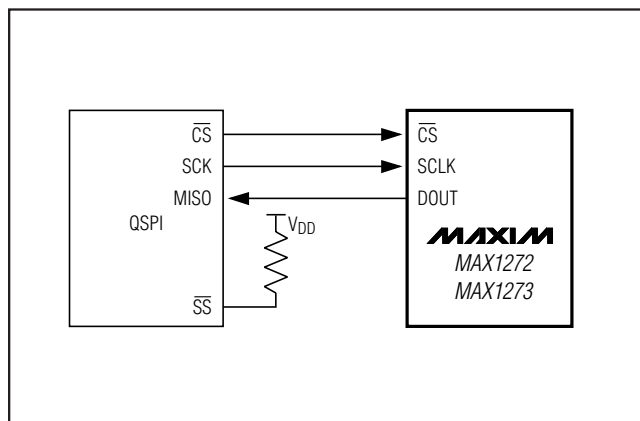 CS CS
SCK SCLK
MISO DOUT
QSPI VDD
MAXIM
MAX1272
MAX1273
SS